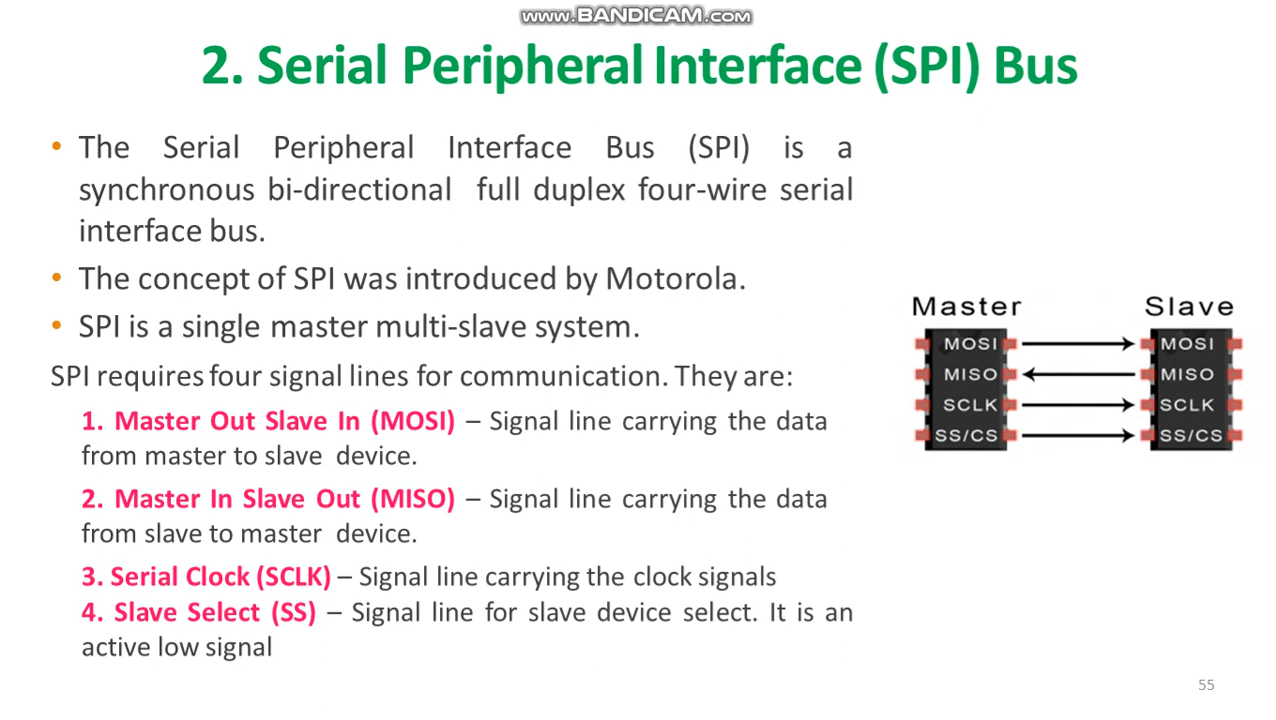 www.BANDICAM.com
2. Serial Peripheral Interface (SPI) Bus
• The Serial Peripheral Interface Bus (SPI) is a
synchronous bi-directional full duplex four-wire serial
interface bus.
• The concept of SPI was introduced by Motorola.
• SPI is a single master multi-slave system.
SPI requires four signal lines for communication. They are:
1. Master Out Slave In (MOSI) – Signal line carrying the data
from master to slave device.
2. Master In Slave Out (MISO) – Signal line carrying the data
from slave to master device.
3. Serial Clock (SCLK) – Signal line carrying the clock signals
4. Slave Select (SS) – Signal line for slave device select. It is an
active low signal
Master Slave
MOSI MOSI
MISO MISO
SCLK SCLK
SS/CS SS/CS
55